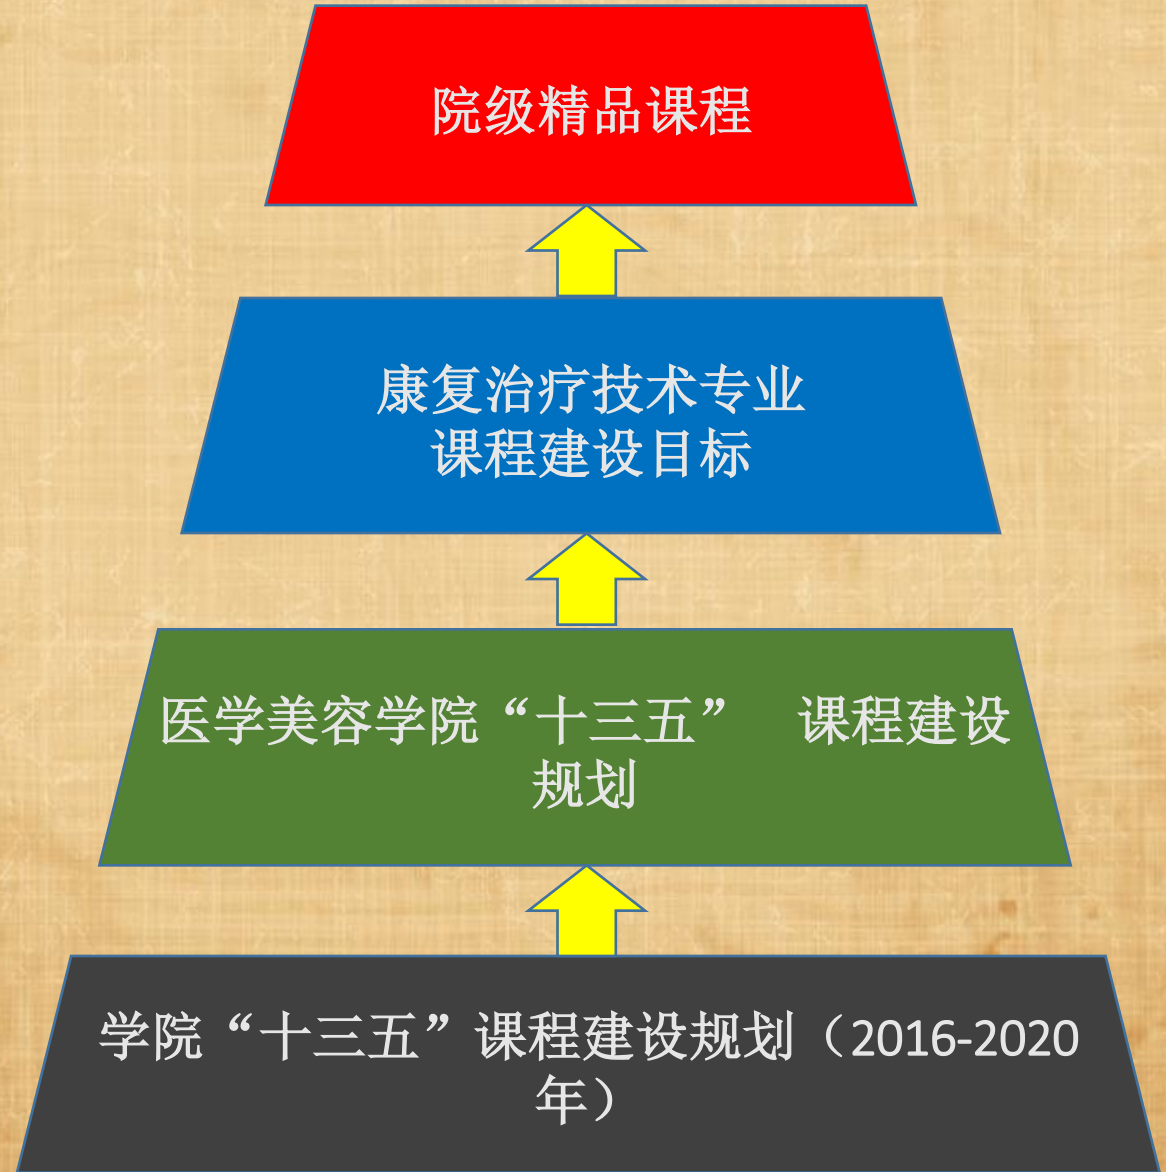 院级精品课程
康复治疗技术专业
课程建设目标
医学美容学院“十三五”　课程建设
规划
学院“十三五”课程建设规划（2016-2020
年）